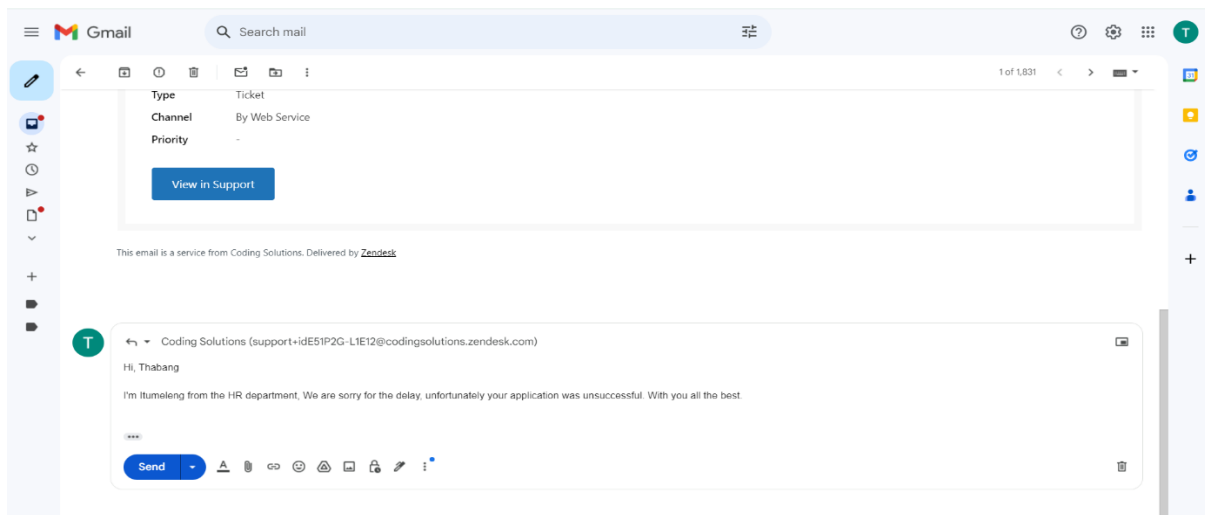 Gmail
Search mail
1 of 1,831
Type Ticket
Channel By Web Service
Priority -
View in Support
This email is a service from Coding Solutions. Delivered by Zendesk
Coding Solutions (support+idE51P2G-L1E12@codingsolutions.zendesk.com)
Hi, Thabang
I'm Itumeleng from the HR department, We are sorry for the delay, unfortunately your application was unsuccessful. With you all the best.
Send
T
T
31